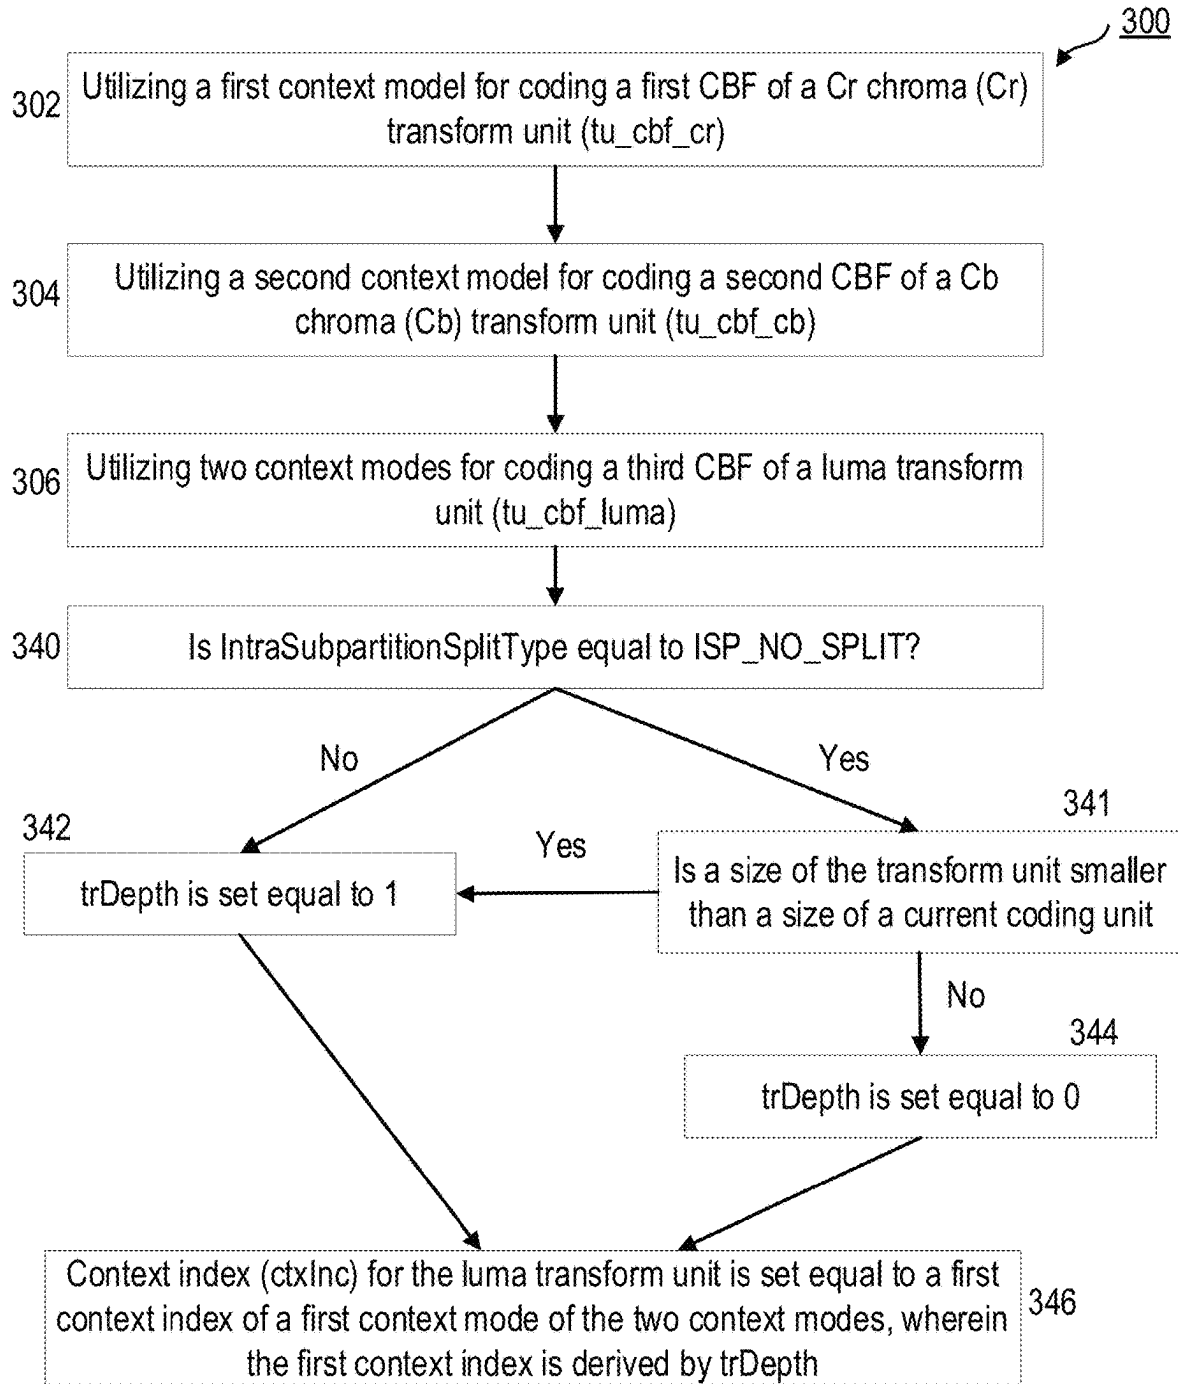 300
302
Utilizing a first context model for coding a first CBF of a Cr chroma (Cr)
transform unit (tu_cbf_cr)
304
Utilizing a second context model for coding a second CBF of a Cb
chroma (Cb) transform unit (tu_cbf_cb)
306
Utilizing two context modes for coding a third CBF of a luma transform
unit (tu_cbf_luma)
340
Is IntraSubpartitionSplitType equal to ISP_NO_SPLIT?
No
Yes
342
trDepth is set equal to 1
Yes
341
Is a size of the transform unit smaller
than a size of a current coding unit
No
344
trDepth is set equal to 0
Context index (ctxInc) for the luma transform unit is set equal to a first
context index of a first context mode of the two context modes, wherein
the first context index is derived by trDepth
346